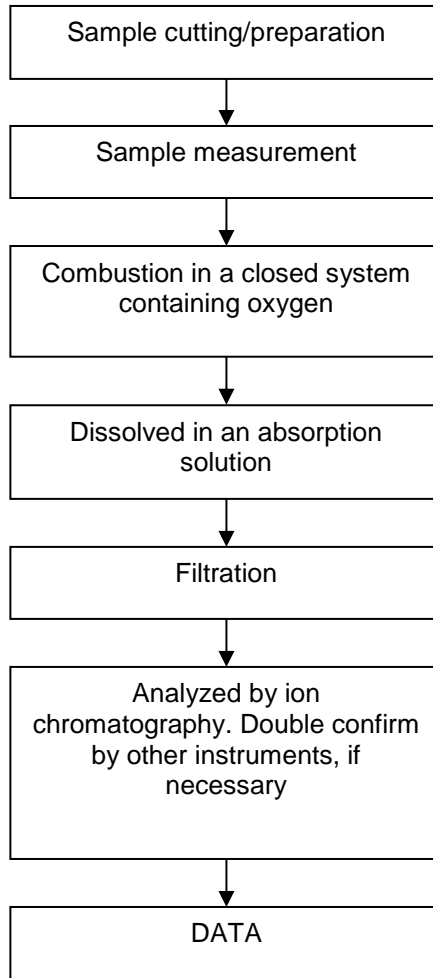 Sample cutting/preparation
Sample measurement
Combustion in a closed system
containing oxygen
Dissolved in an absorption
solution
Filtration
Analyzed by ion
chromatography. Double confirm
by other instruments, if
necessary
DATA